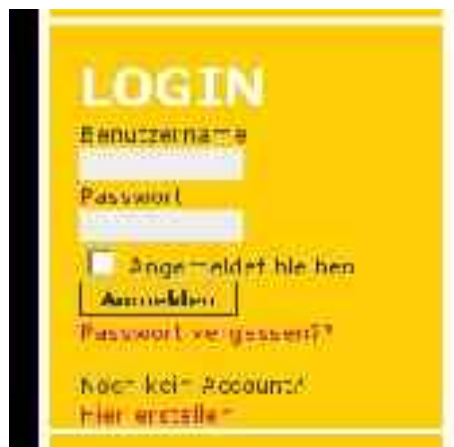 LOGIN
Benutzername
Passwort
Angemeldet bleiben
Anmelden
Passwort vergessen?
Noch kein Account?
Hier erstellen